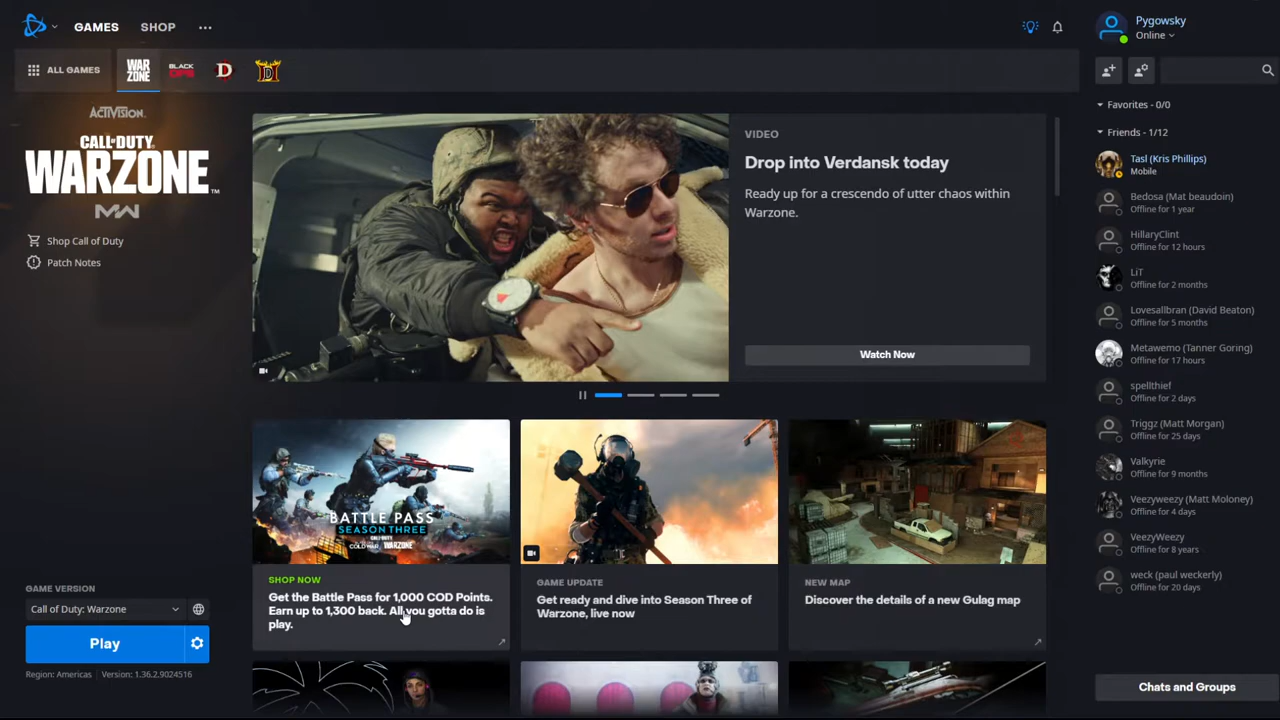 GAMES
SHOP
Pygowsky
Online
ALL GAMES
WAR
ZONE
BLACK
OPS
D
ACTIVISION
CALL OF DUTY
WARZONE™
MW
Shop Call of Duty
Patch Notes
VIDEO
Drop into Verdansk today
Ready up for a crescendo of utter chaos within
Warzone.
Watch Now
BATTLE PASS
SEASON THREE
COLD WAR
WARZONE
SHOP NOW
Get the Battle Pass for 1,000 COD Points.
Earn up to 1,300 back. All you gotta do is
play.
GAME UPDATE
Get ready and dive into Season Three of
Warzone, live now
NEW MAP
Discover the details of a new Gulag map
GAME VERSION
Call of Duty: Warzone
Play
Region: Americas Version: 1.36.2.9024516
Favorites - 0/0
Friends - 1/12
Tasl (Kris Phillips)
Mobile
Bedosa (Mat beaudoin)
Offline for 1 year
HillaryClint
Offline for 12 hours
LiT
Offline for 2 months
Lovesallbran (David Beaton)
Offline for 5 months
Metawemo (Tanner Goring)
Offline for 17 hours
spellthief
Offline for 2 days
Triggz (Matt Morgan)
Offline for 25 days
Valkyrie
Offline for 9 months
Veezyweezy (Matt Moloney)
Offline for 4 days
VeezyWeezy
Offline for 8 years
weck (paul weckerly)
Offline for 20 days
Chats and Groups